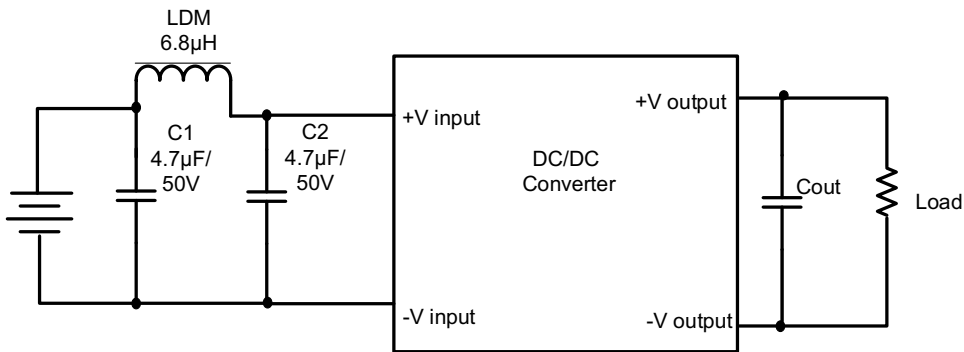 LDM
6.8µH
C1
4.7µF/
50V
C2
4.7µF/
50V
+V input
-V input
DC/DC
Converter
+V output
-V output
Cout
Load